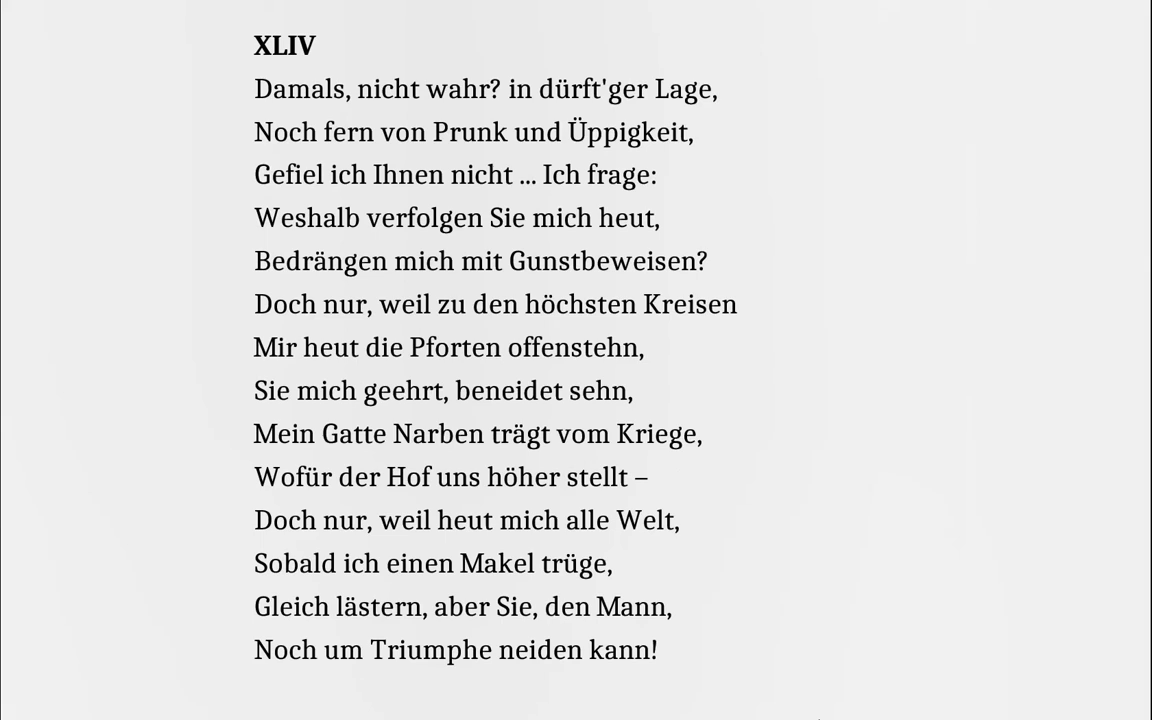 XLIV
Damals, nicht wahr? in dürft'ger Lage,
Noch fern von Prunk und Üppigkeit,
Gefiel ich Ihnen nicht ... Ich frage:
Weshalb verfolgen Sie mich heut,
Bedrängen mich mit Gunstbeweisen?
Doch nur, weil zu den höchsten Kreisen
Mir heut die Pforten offenstehn,
Sie mich geehrt, beneidet sehn,
Mein Gatte Narben trägt vom Kriege,
Wofür der Hof uns höher stellt –
Doch nur, weil heut mich alle Welt,
Sobald ich einen Makel trüge,
Gleich lästern, aber Sie, den Mann,
Noch um Triumphe neiden kann!